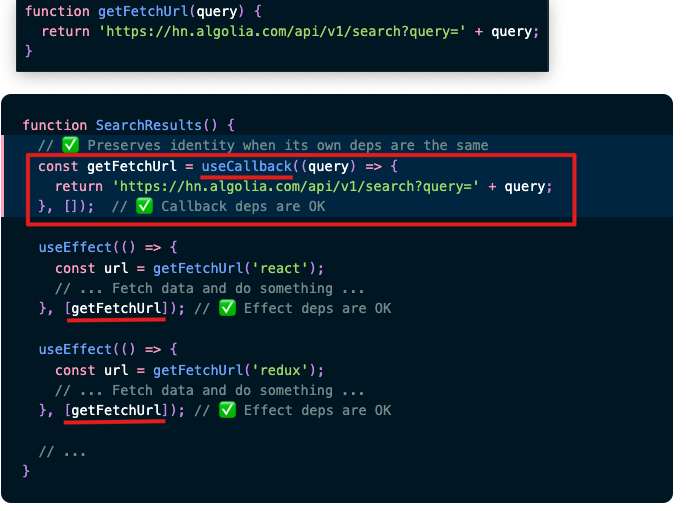 function getFetchUrl(query) {
  return 'https://hn.algolia.com/api/v1/search?query=' + query;
}
function SearchResults() {
  // ✅ Preserves identity when its own deps are the same
  const getFetchUrl = useCallback((query) => {
    return 'https://hn.algolia.com/api/v1/search?query=' + query;
  }, []);  // ✅ Callback deps are OK
  useEffect(() => {
    const url = getFetchUrl('react');
    // ... Fetch data and do something ...
  }, [getFetchUrl]); // ✅ Effect deps are OK
  useEffect(() => {
    const url = getFetchUrl('redux');
    // ... Fetch data and do something ...
  }, [getFetchUrl]); // ✅ Effect deps are OK
  // ...
}